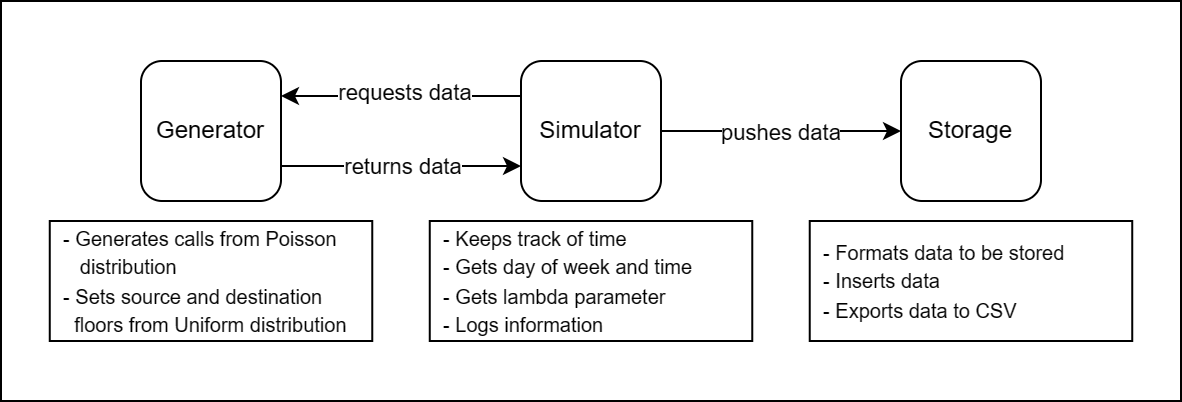 requests data
Generator
Simulator
Storage
pushes data
returns data
- Generates calls from Poisson
distribution
- Sets source and destination
floors from Uniform distribution
- Keeps track of time
- Gets day of week and time
- Gets lambda parameter
- Logs information
- Formats data to be stored
- Inserts data
- Exports data to CSV